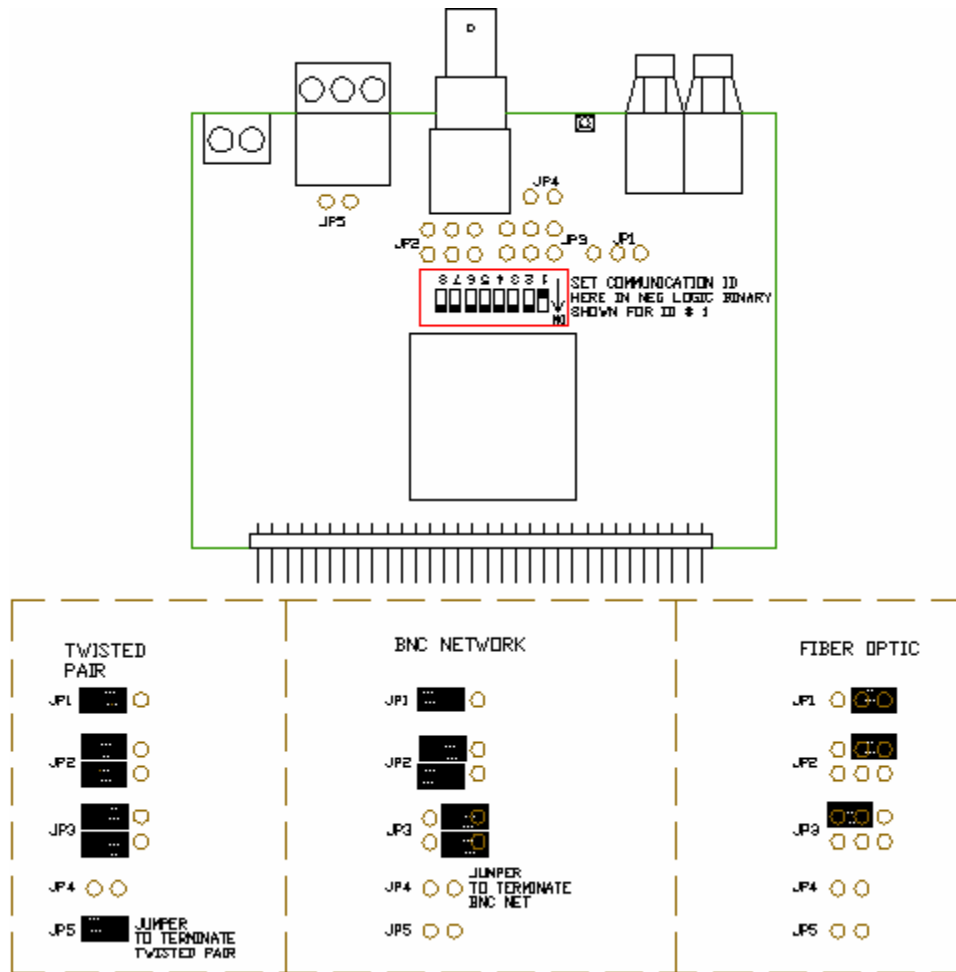 JP4
JP5
JP2
JP3
JP1
8 7 6 5 4 3 2 1
SET COMMUNICATION ID
HERE IN NEG LOGIC BINARY
SHOWN FOR ID # 1
ON
TWISTED
PAIR
JP1
JP2
JP3
JP4
JP5
JUMPER
TO TERMINATE
TWISTED PAIR
BNC NETWORK
JP1
JP2
JP3
JP4
JUMPER
TO TERMINATE
BNC NET
JP5
FIBER OPTIC
JP1
JP2
JP3
JP4
JP5